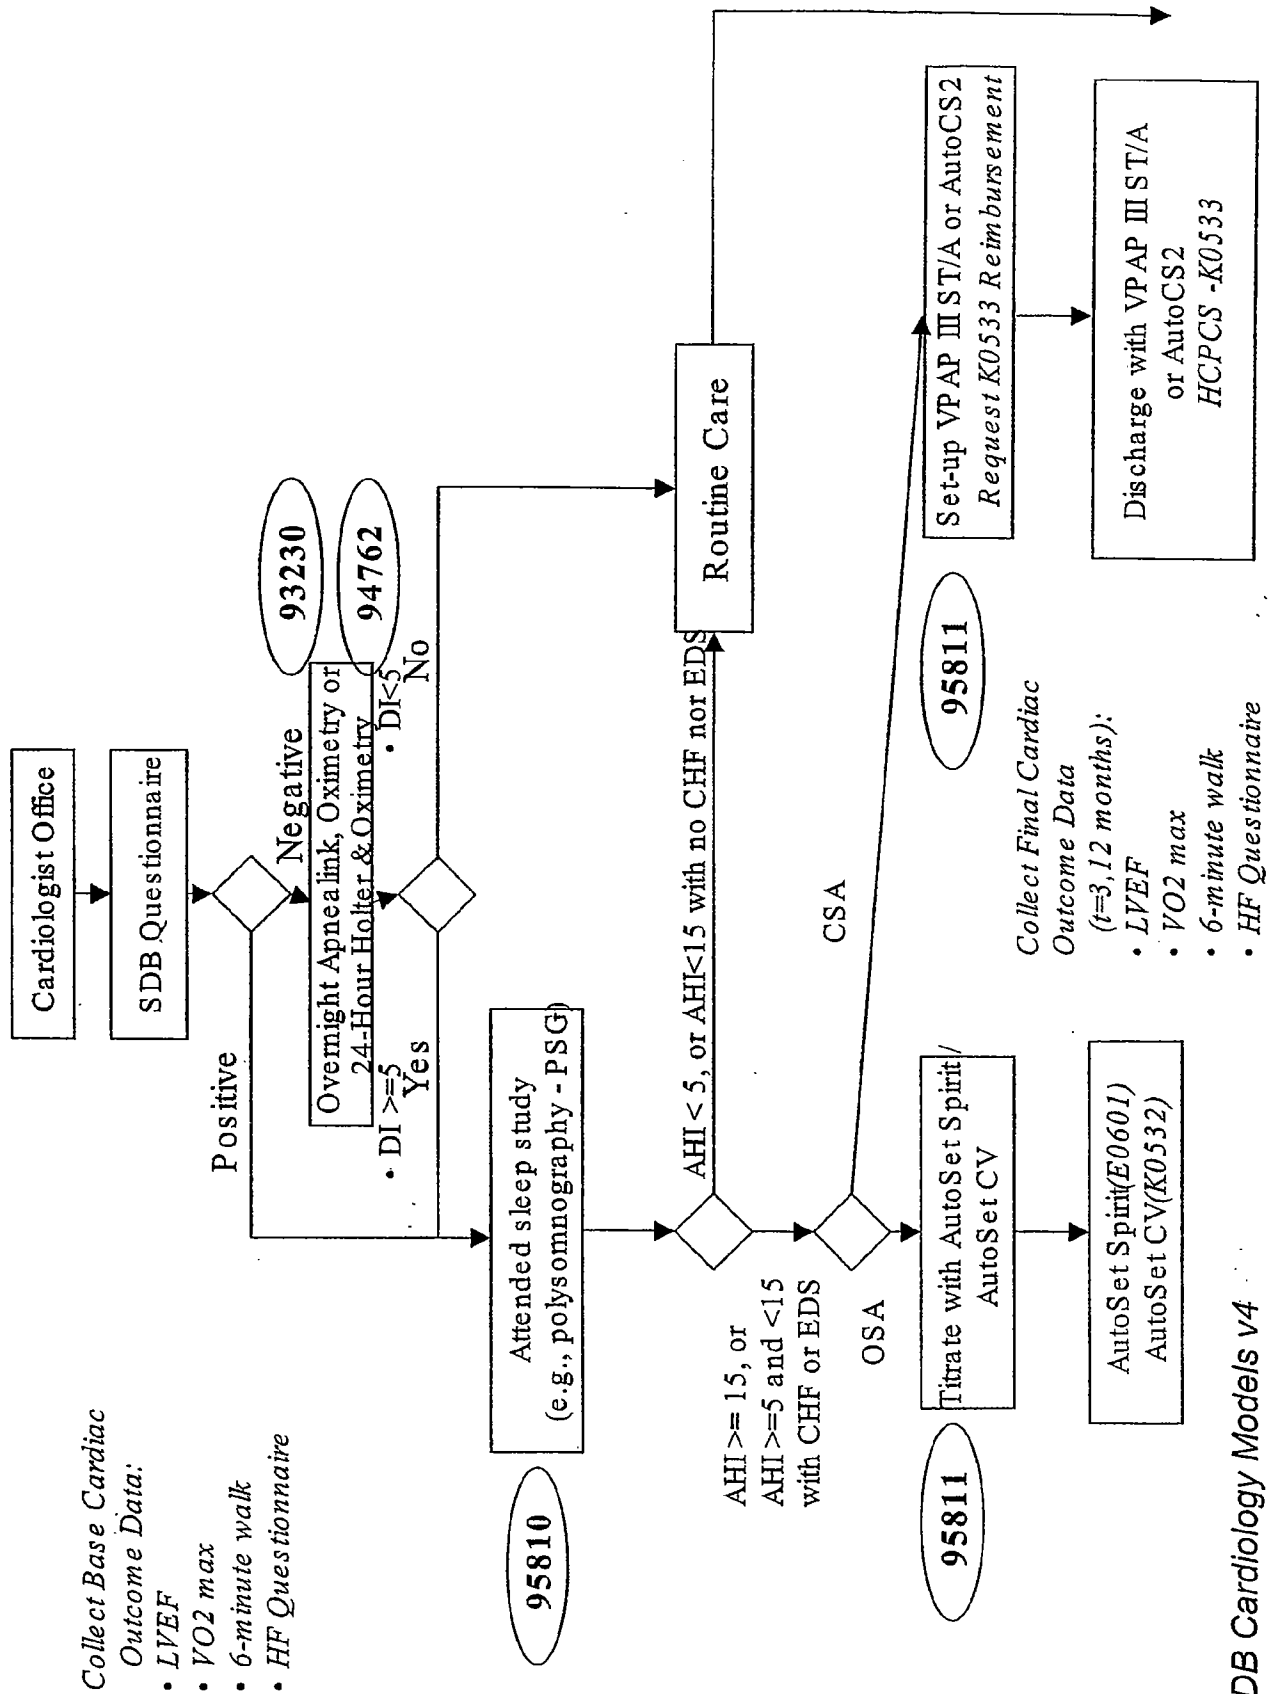 Collect Base Cardiac
Outcome Data:
• LVEF
• VO2 max
• 6-minute walk
• HF Questionnaire
Cardiologist Office
SDB Questionnaire
Positive
Negative
Overnight Apnealink, Oximetry or
24-Hour Holter & Oximetry
93230
94762
• DI >=5
Yes
• DI<5
No
95810
Attended sleep study
(e.g., polysomnography - PSG)
AHI < 5, or AHI<15 with no CHF nor EDS
Routine Care
AHI >= 15, or
AHI >=5 and <15
with CHF or EDS
OSA
CSA
95811
Titrate with AutoSet Spirit /
AutoSet CV
95811
Set-up VPAP III ST/A or AutoCS2
Request K0533 Reimbursement
AutoSet Spirit(E0601)
AutoSet CV(K0532)
Collect Final Cardiac
Outcome Data
(t=3,12 months):
• LVEF
• VO2 max
• 6-minute walk
• HF Questionnaire
Discharge with VPAP III ST/A
or AutoCS2
HCPCS -K0533
DB Cardiology Models v4